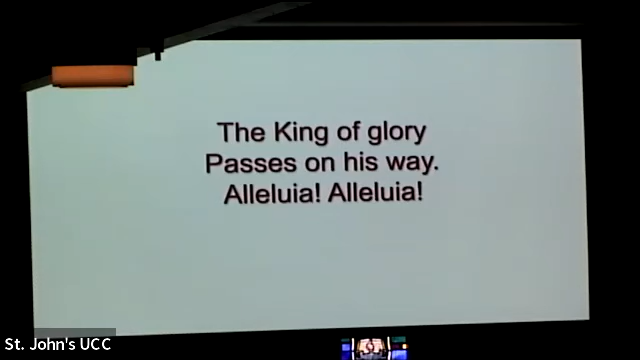 The King of glory
Passes on his way.
Alleluia! Alleluia!
St. John's UCC